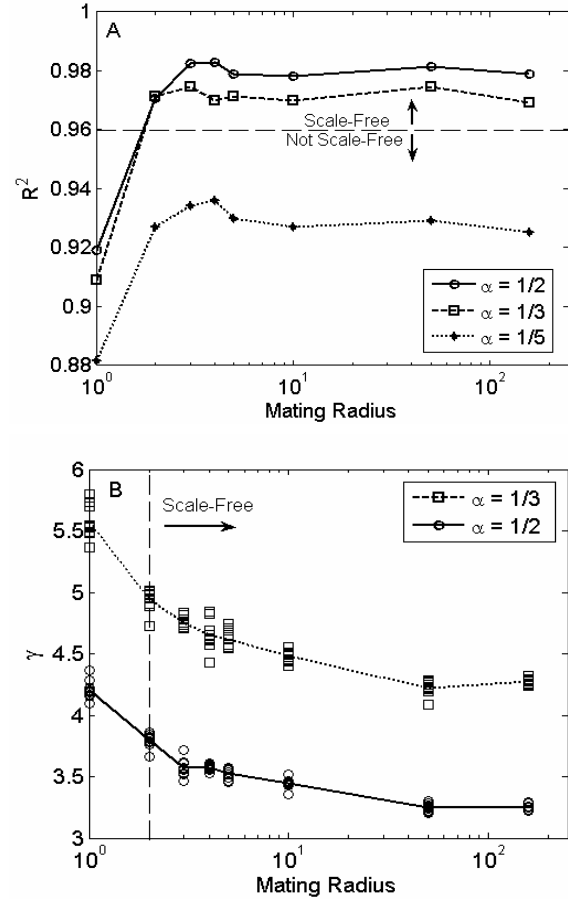 A
0.98
0.96
0.94
0.92
0.9
0.88
R²
Scale-Free
Not Scale-Free
α = 1/2
α = 1/3
α = 1/5
10⁰
10¹
10²
Mating Radius
B
6
5.5
5
4.5
4
3.5
3
γ
Scale-Free
α = 1/3
α = 1/2
10⁰
10¹
10²
Mating Radius